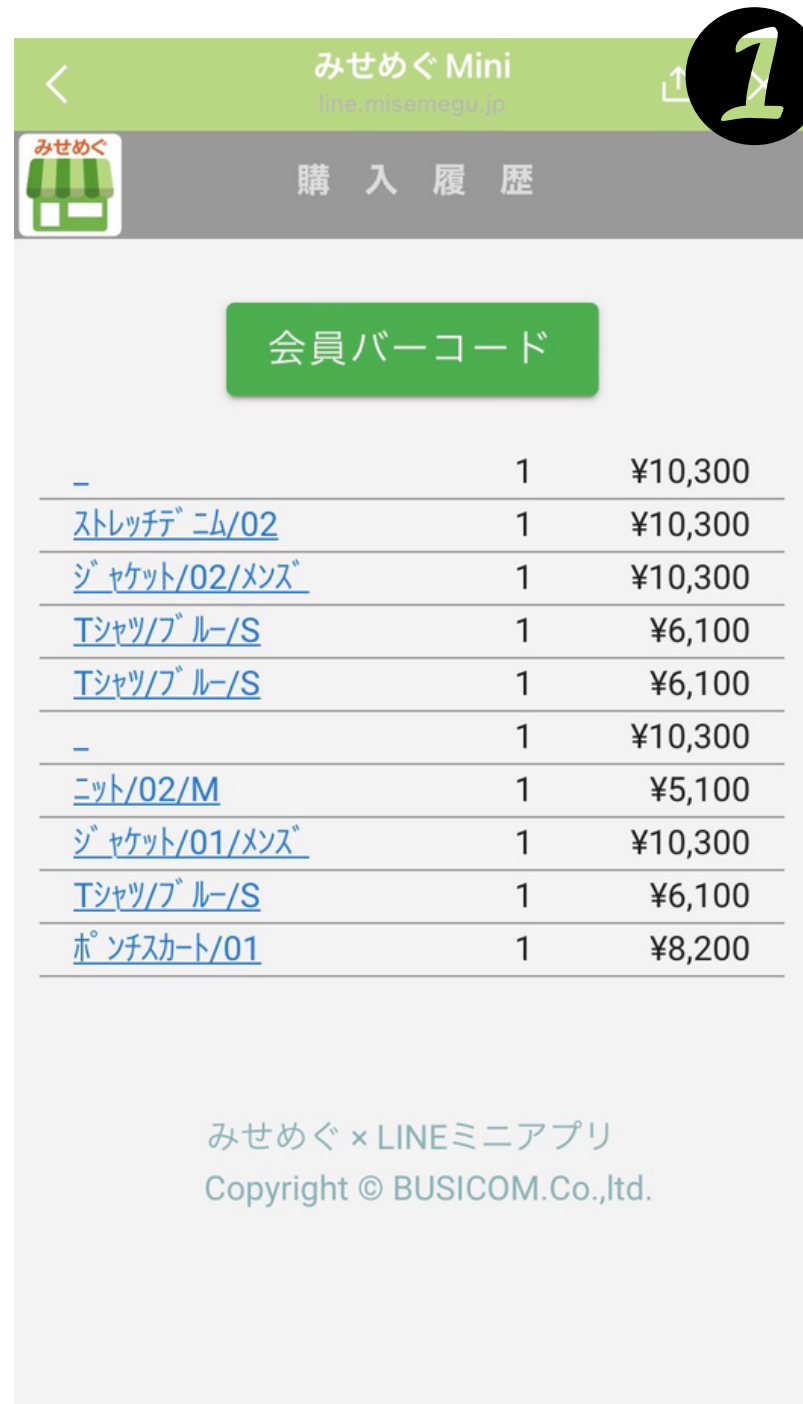 1
みせめぐ Mini
line.misemegu.jp
みせめぐ
購入履歴
会員バーコード
_ 1 ¥10,300
ｽﾄﾚｯﾁﾃﾞﾆﾑ/02 1 ¥10,300
ｼﾞｬｹｯﾄ/02/ﾒﾝｽﾞ 1 ¥10,300
Tｼｬﾂ/ﾌﾞﾙｰ/S 1 ¥6,100
Tｼｬﾂ/ﾌﾞﾙｰ/S 1 ¥6,100
_ 1 ¥10,300
ﾆｯﾄ/02/M 1 ¥5,100
ｼﾞｬｹｯﾄ/01/ﾒﾝｽﾞ 1 ¥10,300
Tｼｬﾂ/ﾌﾞﾙｰ/S 1 ¥6,100
ﾎﾟﾝﾁｽｶｰﾄ/01 1 ¥8,200
みせめぐ × LINEミニアプリ
Copyright © BUSICOM.Co.,ltd.